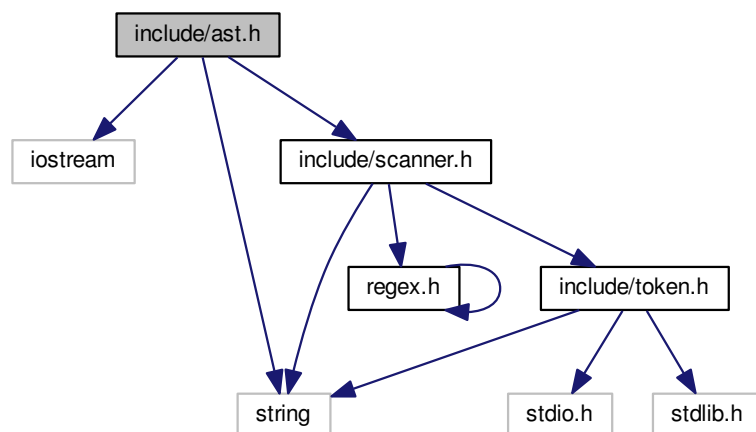 include/ast.h
iostream
include/scanner.h
regex.h
include/token.h
string
stdio.h
stdlib.h